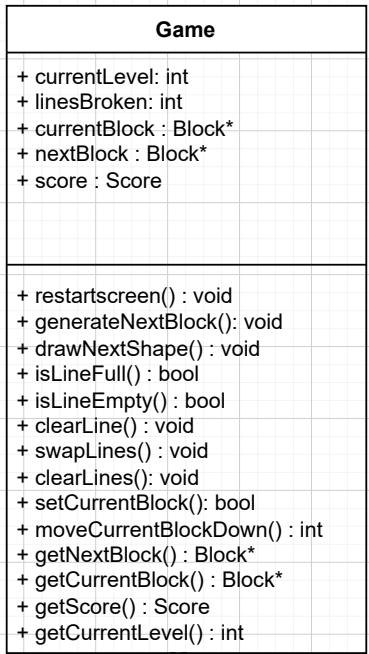 Game
+ currentLevel: int
+ linesBroken: int
+ currentBlock : Block*
+ nextBlock : Block*
+ score : Score
+ restartscreen() : void
+ generateNextBlock(): void
+ drawNextShape() : void
+ isLineFull() : bool
+ isLineEmpty() : bool
+ clearLine() : void
+ swapLines() : void
+ clearLines(): void
+ setCurrentBlock(): bool
+ moveCurrentBlockDown() : int
+ getNextBlock() : Block*
+ getCurrentBlock() : Block*
+ getScore() : Score
+ getCurrentLevel() : int